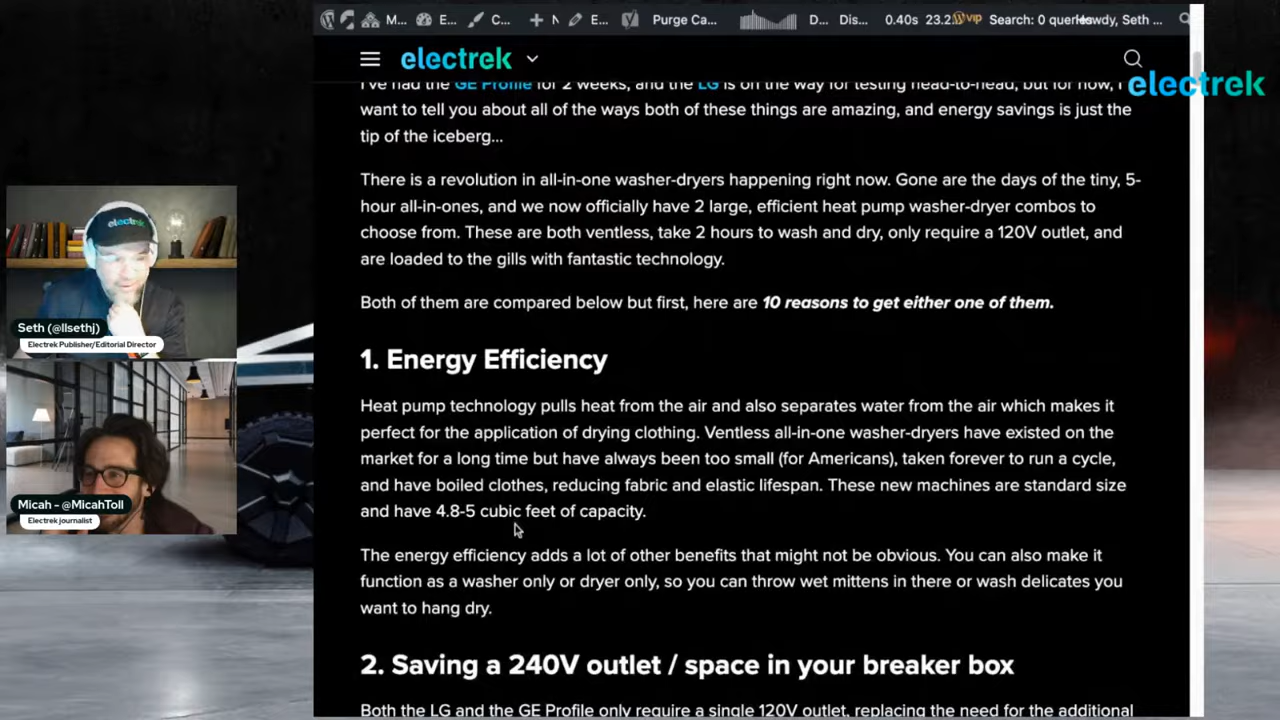 M... E... C... N E... Purge Ca... D... Dis... 0.40s 23.2 vip Search: 0 queries Howdy, Seth ...
electrek
electrek
I've had the GE Profile for 2 weeks, and the LG is on the way for testing head-to-head, but for now, I
want to tell you about all of the ways both of these things are amazing, and energy savings is just the
tip of the iceberg...
There is a revolution in all-in-one washer-dryers happening right now. Gone are the days of the tiny, 5-
hour all-in-ones, and we now officially have 2 large, efficient heat pump washer-dryer combos to
choose from. These are both ventless, take 2 hours to wash and dry, only require a 120V outlet, and
are loaded to the gills with fantastic technology.
Both of them are compared below but first, here are 10 reasons to get either one of them.
1. Energy Efficiency
Heat pump technology pulls heat from the air and also separates water from the air which makes it
perfect for the application of drying clothing. Ventless all-in-one washer-dryers have existed on the
market for a long time but have always been too small (for Americans), taken forever to run a cycle,
and have boiled clothes, reducing fabric and elastic lifespan. These new machines are standard size
and have 4.8-5 cubic feet of capacity.
The energy efficiency adds a lot of other benefits that might not be obvious. You can also make it
function as a washer only or dryer only, so you can throw wet mittens in there or wash delicates you
want to hang dry.
2. Saving a 240V outlet / space in your breaker box
Both the LG and the GE Profile only require a single 120V outlet, replacing the need for the additional
electrek
Seth (@llsethj)
Electrek Publisher/Editorial Director
Micah - @MicahToll
Electrek journalist